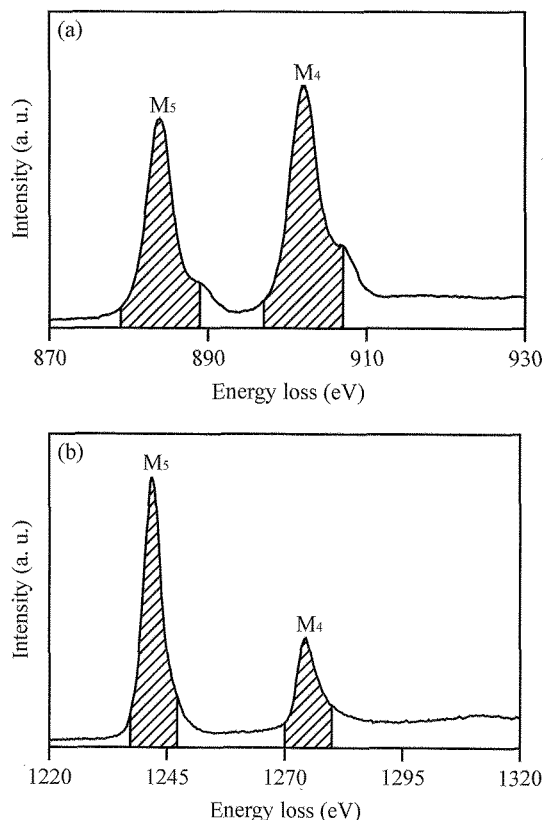 (a)
M₅
M₄
Intensity (a. u.)
870 890 910 930
Energy loss (eV)
(b)
M₅
M₄
Intensity (a. u.)
1220 1245 1270 1295 1320
Energy loss (eV)